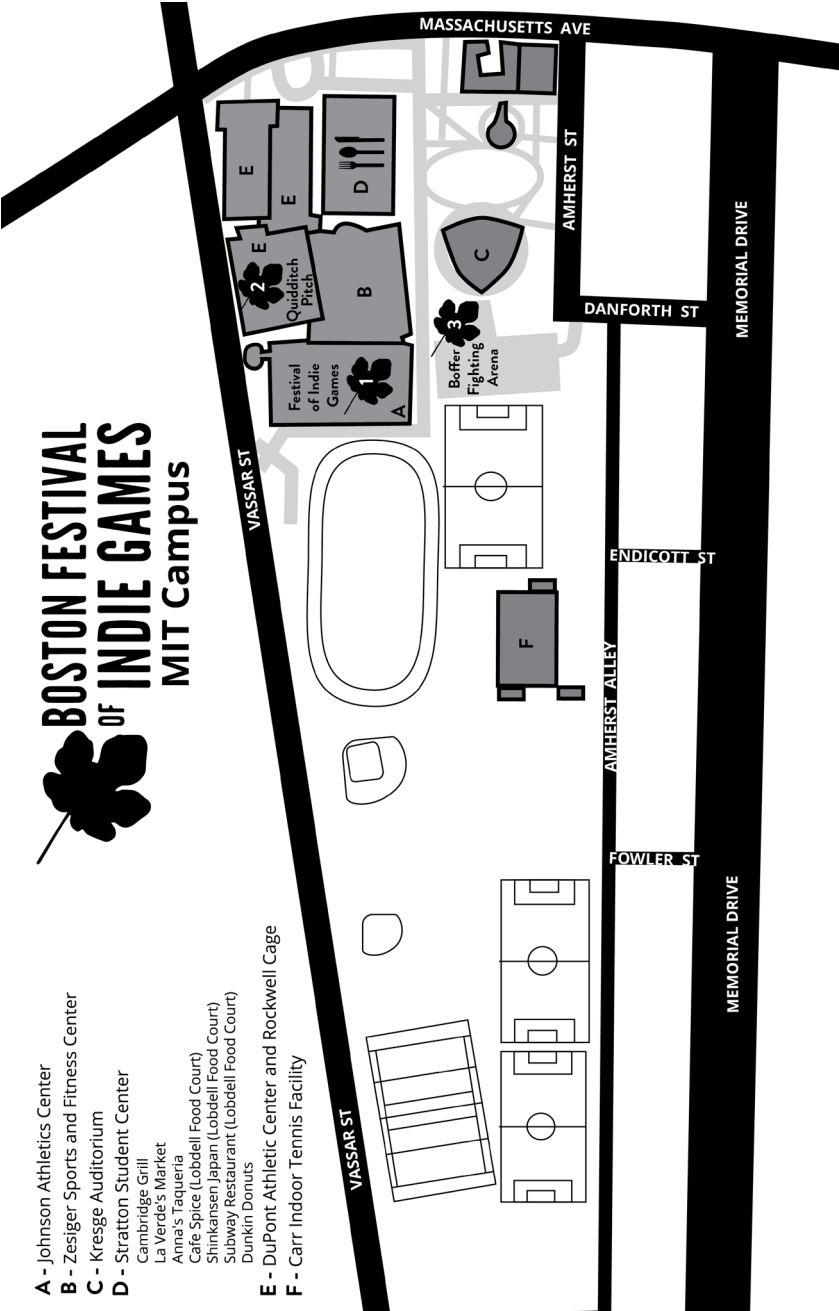 BOSTON FESTIVAL
OF INDIE GAMES
MIT Campus
A - Johnson Athletics Center
B - Zesiger Sports and Fitness Center
C - Kresge Auditorium
D - Stratton Student Center
Cambridge Grill
La Verde's Market
Anna's Taqueria
Cafe Spice (Lobdell Food Court)
Shinkansen Japan (Lobdell Food Court)
Subway Restaurant (Lobdell Food Court)
Dunkin Donuts
E - DuPont Athletic Center and Rockwell Cage
F - Carr Indoor Tennis Facility
VASSAR ST
VASSAR ST
MASSACHUSETTS AVE
E
E
E
2
Quidditch
Pitch
D
B
Festival
of Indie
Games
1
A
C
3
Boffer
Fighting
Arena
F
AMHERST ST
DANFORTH ST
ENDICOTT ST
AMHERST ALLEY
FOWLER ST
MEMORIAL DRIVE
MEMORIAL DRIVE